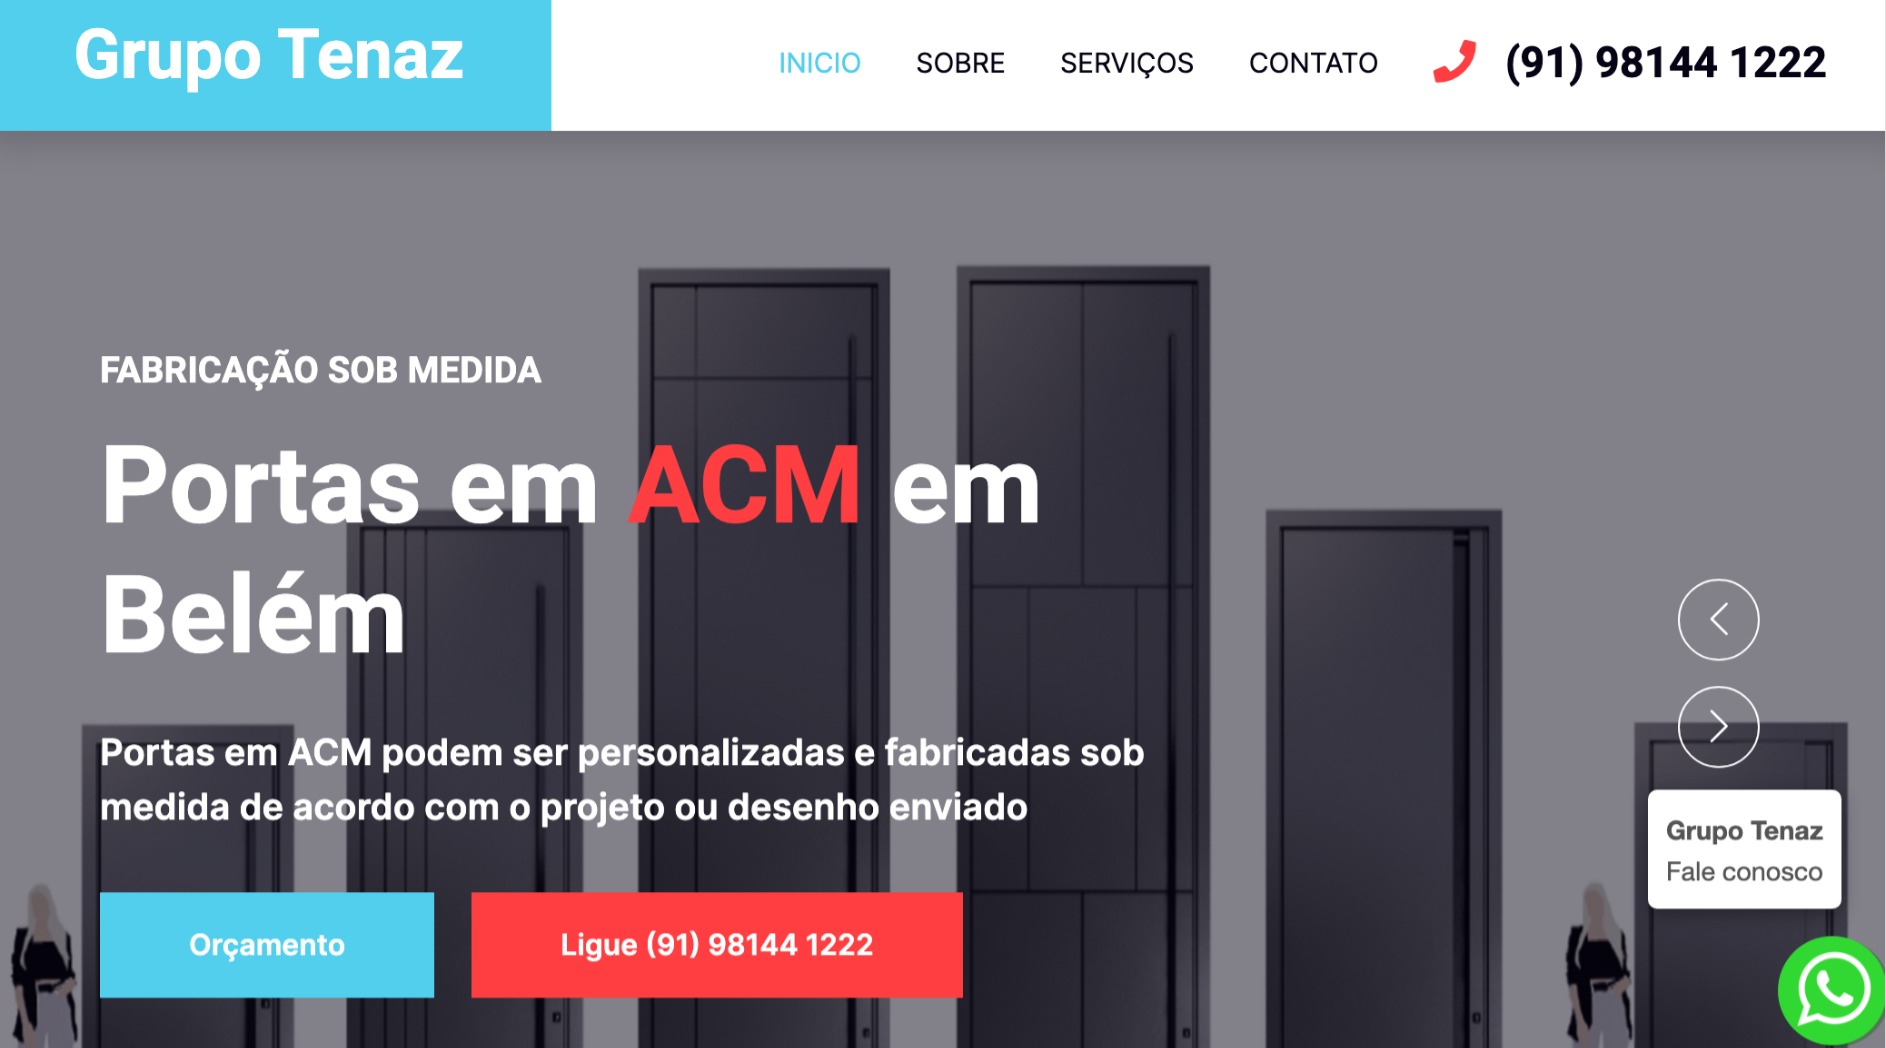 Grupo Tenaz
INICIO
SOBRE
SERVIÇOS
CONTATO
(91) 98144 1222
FABRICAÇÃO SOB MEDIDA
Portas em ACM em
Belém
Portas em ACM podem ser personalizadas e fabricadas sob
medida de acordo com o projeto ou desenho enviado
Orçamento
Ligue (91) 98144 1222
Grupo Tenaz
Fale conosco